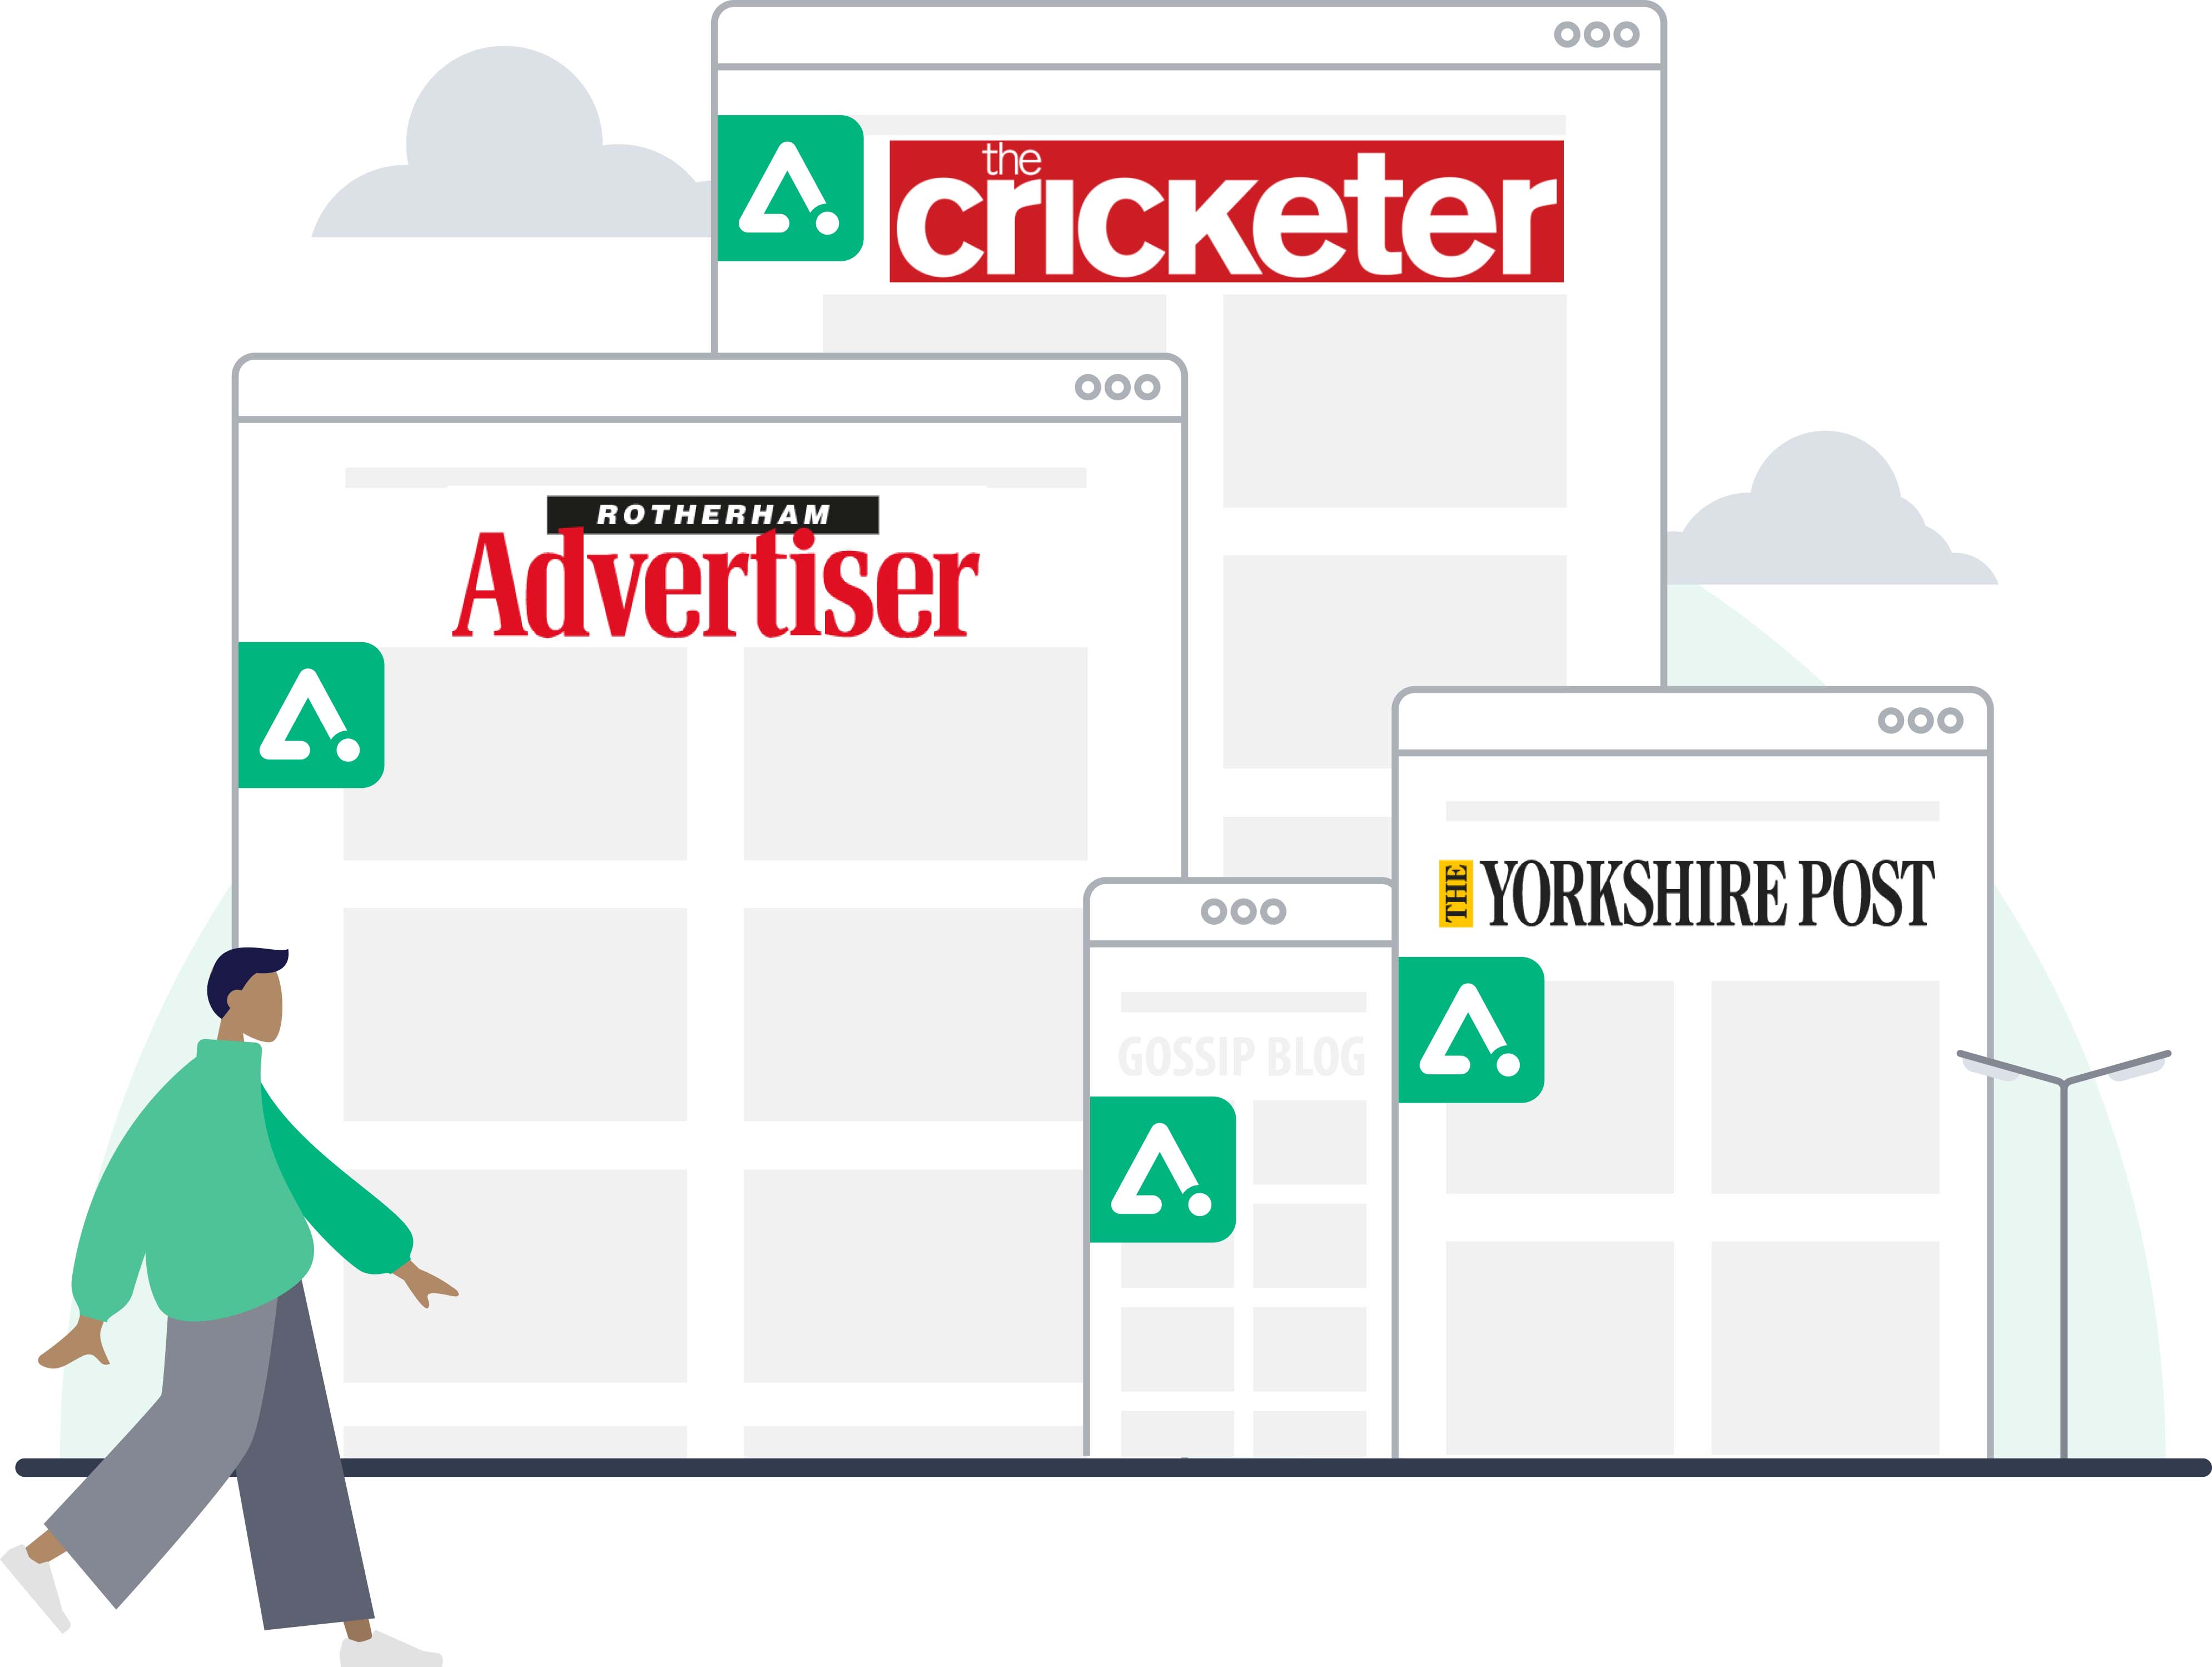 the
cricketer
ROTHERHAM
Advertiser
THE YORKSHIRE POST
GOSSIP BLOG